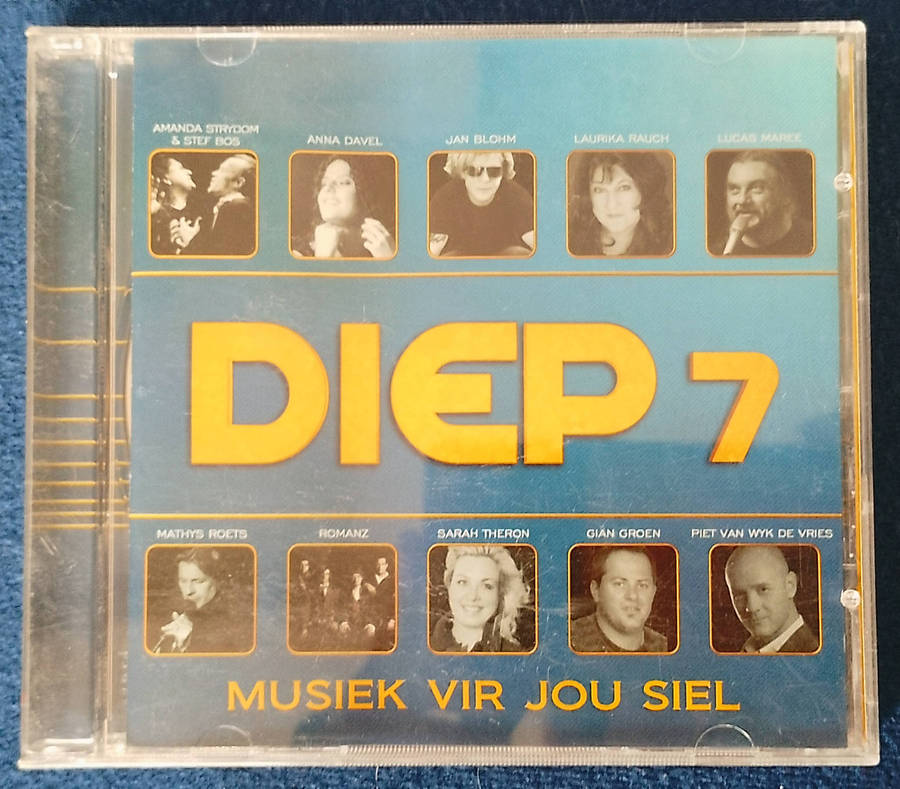 AMANDA STRYDOM
& STEF BOS
ANNA DAVEL
JAN BLOHM
LAURIKA RAUCH
LUCAS MAREE
DIEP 7
MATHYS ROETS
ROMANZ
SARAH THERON
GIAN GROEN
PIET VAN WYK DE VRIES
MUSIEK VIR JOU SIEL